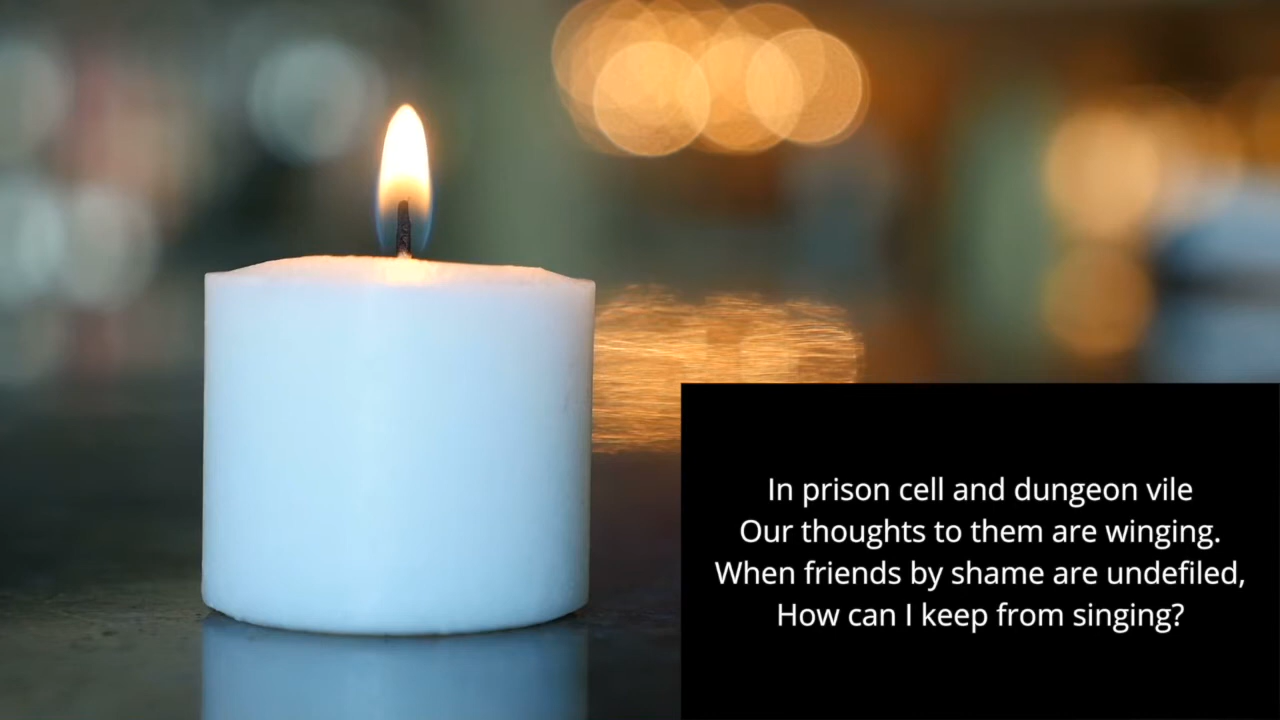 In prison cell and dungeon vile
Our thoughts to them are winging.
When friends by shame are undefiled,
How can I keep from singing?